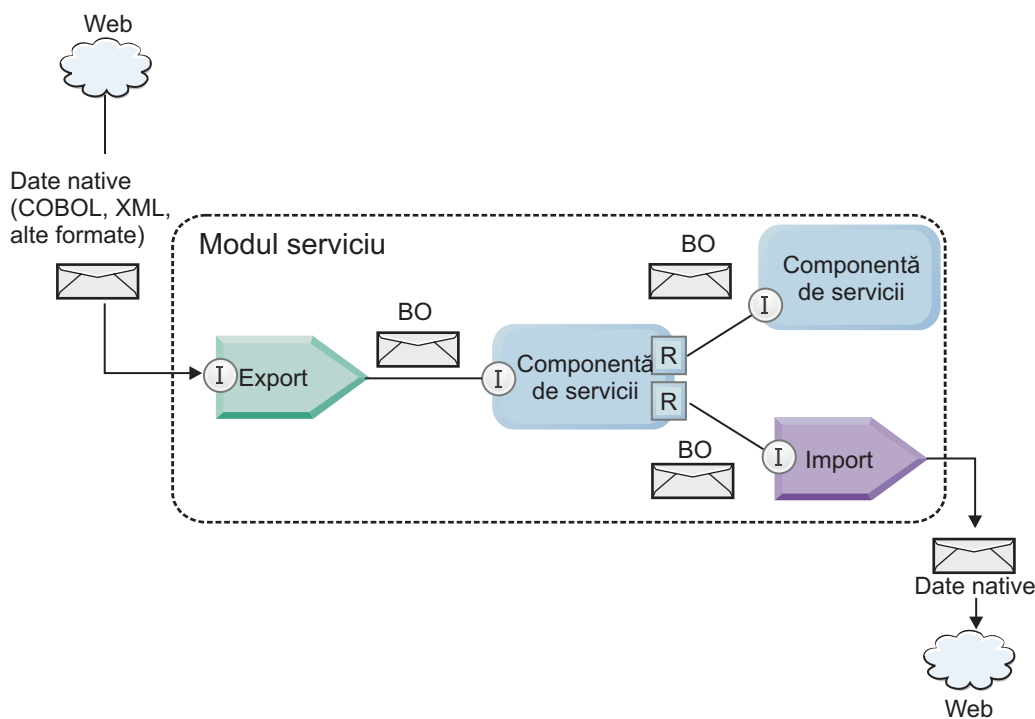 Web
Date native
(COBOL, XML,
alte formate)
Modul serviciu
BO
Componentă
de servicii
I
BO
I
Export
I
Componentă
de servicii
R
R
BO
I
Import
Date native
Web